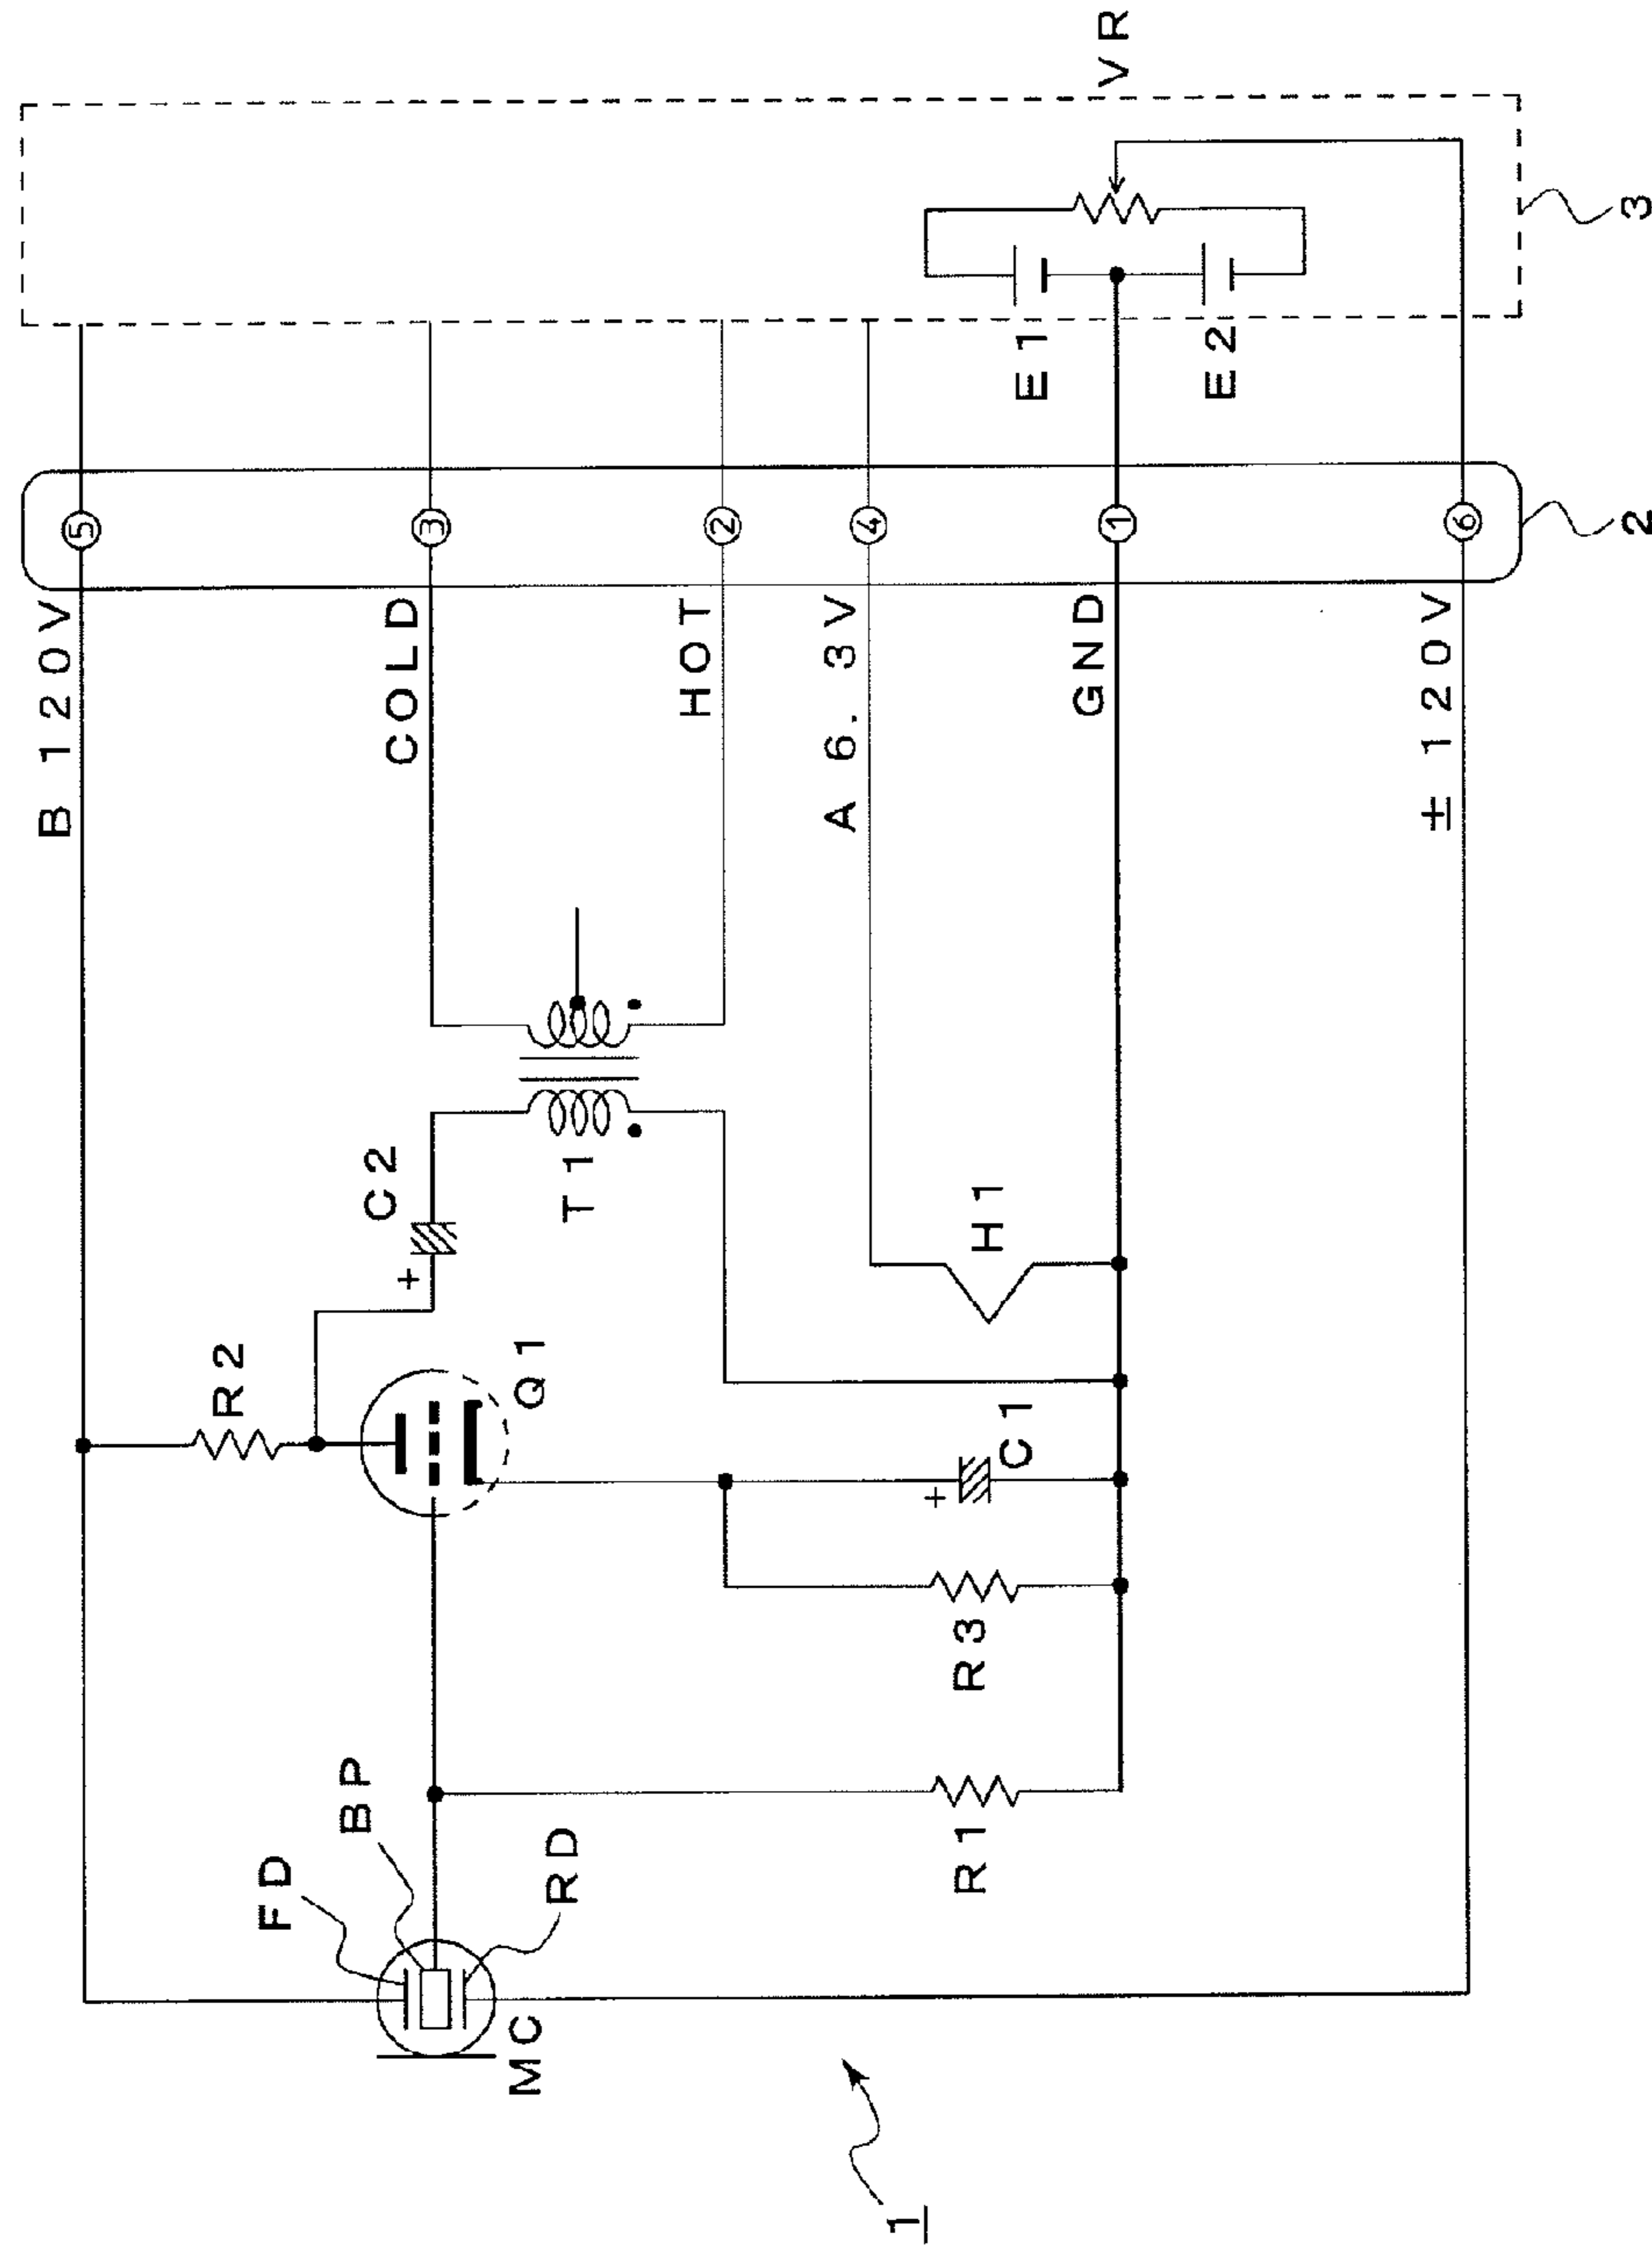 VR
3
E1
E2
5
3
2
4
1
6
2
B 120V
COLD
HOT
A 6.3V
GND
± 120V
C2
+
T1
H1
R2
Q1
C1
+
R3
R1
FD
BP
RD
MC
1